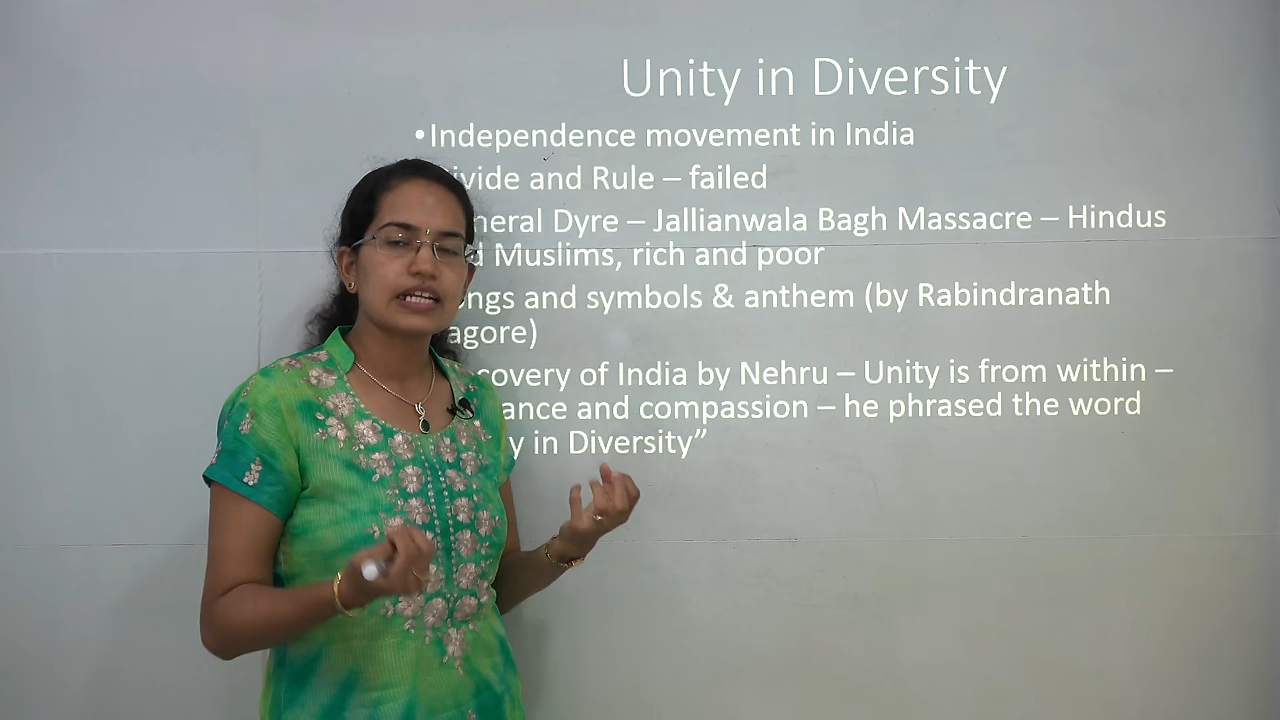 Unity in Diversity
•Independence movement in India
ivide and Rule – failed
neral Dyre – Jallianwala Bagh Massacre – Hindus
d Muslims, rich and poor
ngs and symbols & anthem (by Rabindranath
agore)
covery of India by Nehru – Unity is from within –
ance and compassion – he phrased the word
y in Diversity”